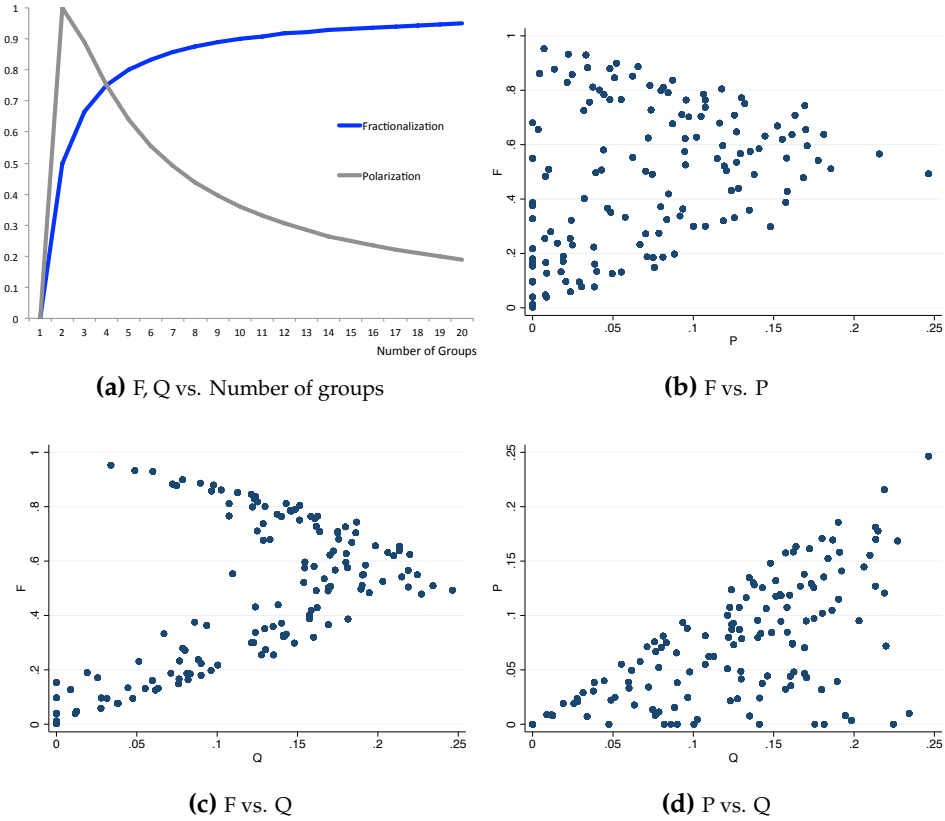 1
0.9
0.8
0.7
0.6
0.5
0.4
0.3
0.2
0.1
0
Fractionalization
Polarization
1 2 3 4 5 6 7 8 9 10 11 12 13 14 15 16 17 18 19 20
Number of Groups
(a) F, Q vs. Number of groups
1
.8
.6
F
.4
.2
0
0 .05 .1 .15 .2 .25
P
(b) F vs. P
1
.8
.6
F
.4
.2
0
0 .05 .1 .15 .2 .25
Q
(c) F vs. Q
.25
.2
.15
P
.1
.05
0
0 .05 .1 .15 .2 .25
Q
(d) P vs. Q